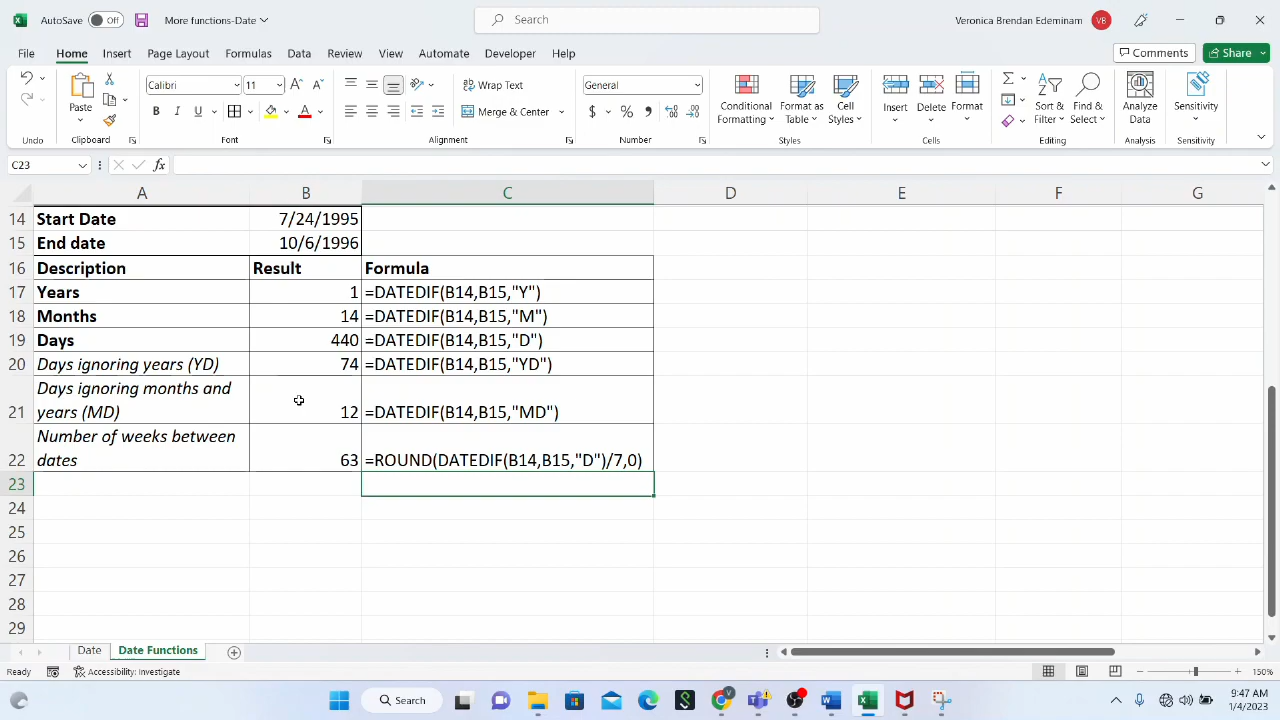 AutoSave Off More functions-Date Search Veronica Brendan Edeminam VB
File Home Insert Page Layout Formulas Data Review View Automate Developer Help Comments Share
Paste Calibri 11 A^ A˅ Wrap Text General Conditional Formatting Format as Table Cell Styles Insert Delete Format Sort & Filter Find & Select Analyze Data Sensitivity
B I U A Merge & Center $ % ,
Undo Clipboard Font Alignment Number Styles Cells Editing Analysis Sensitivity
C23 fx
A B C D E F G
14 Start Date 7/24/1995
15 End date 10/6/1996
16 Description Result Formula
17 Years 1 =DATEDIF(B14,B15,"Y")
18 Months 14 =DATEDIF(B14,B15,"M")
19 Days 440 =DATEDIF(B14,B15,"D")
20 Days ignoring years (YD) 74 =DATEDIF(B14,B15,"YD")
Days ignoring months and
21 years (MD) 12 =DATEDIF(B14,B15,"MD")
Number of weeks between
22 dates 63 =ROUND(DATEDIF(B14,B15,"D")/7,0)
23
24
25
26
27
28
29
Date Date Functions
Ready Accessibility: Investigate 150%
Search 9:47 AM
1/4/2023